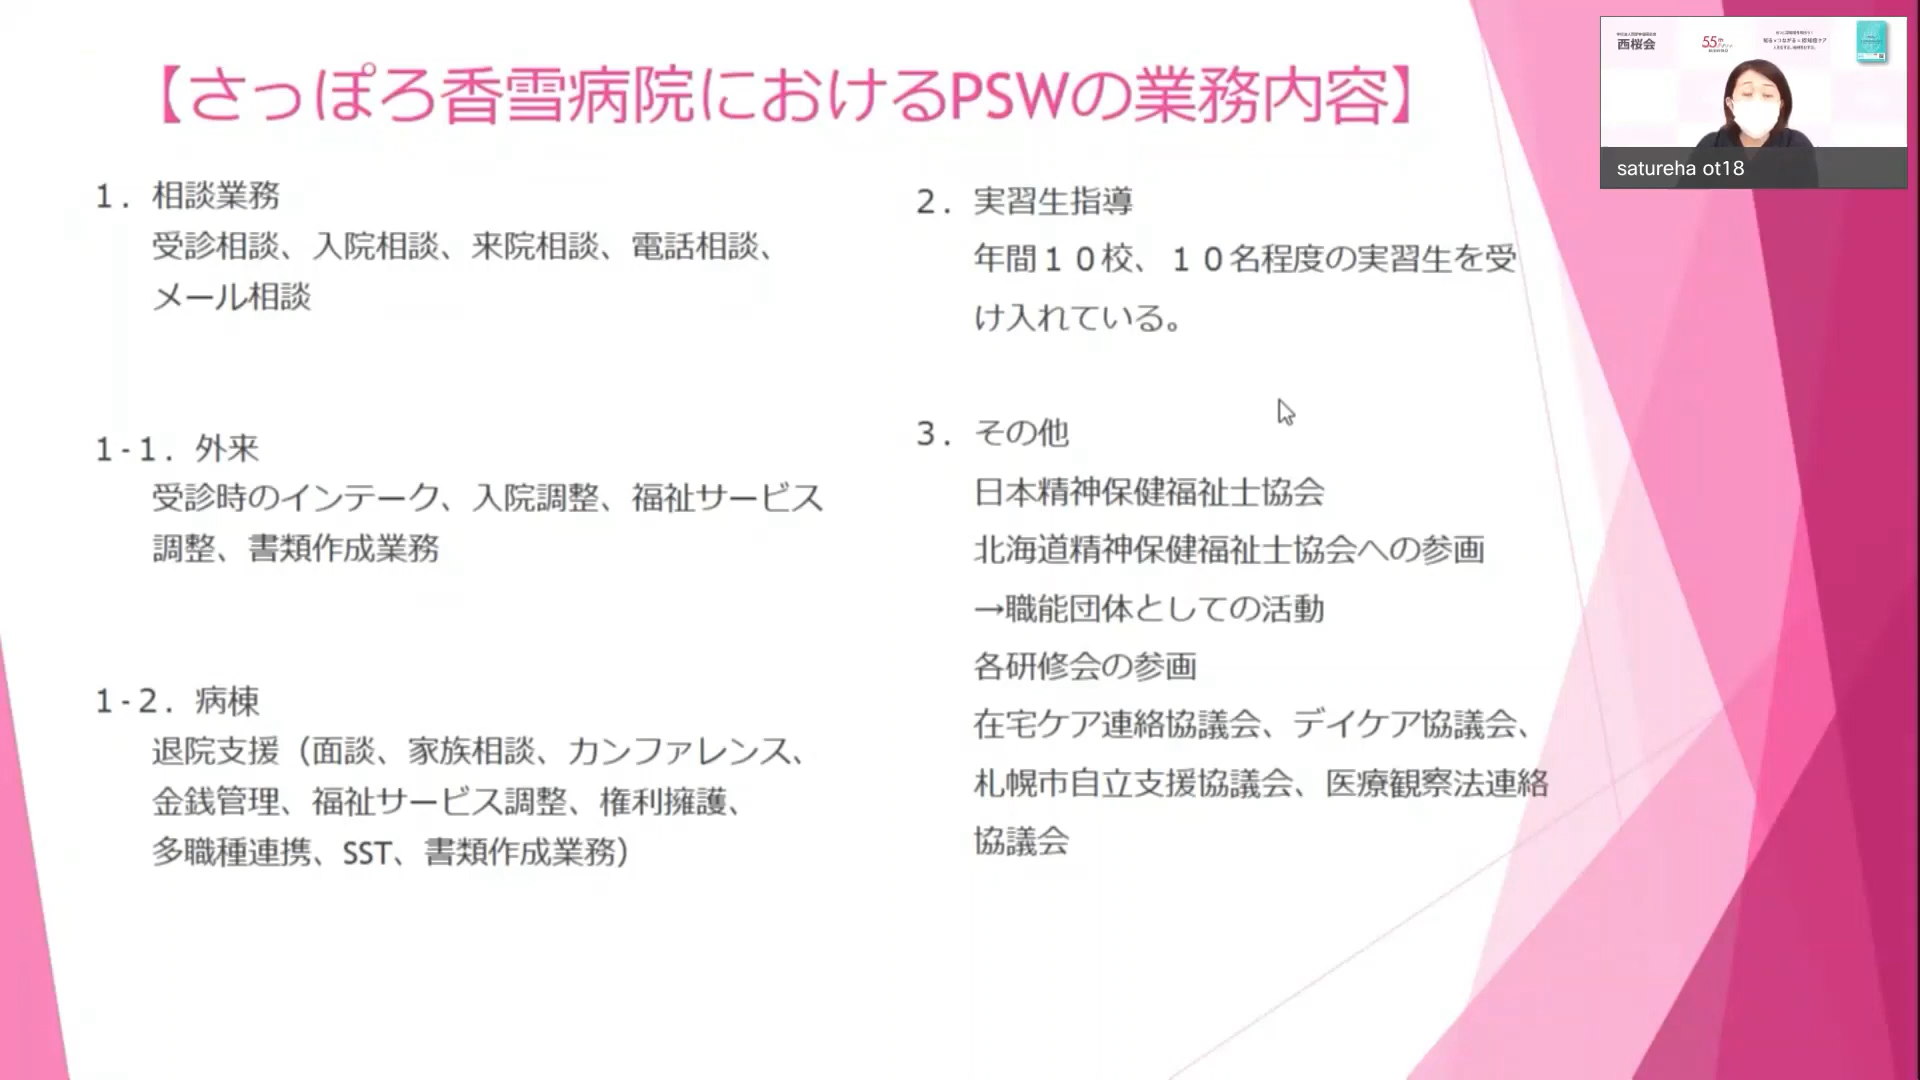 【さっぽろ香雪病院におけるPSWの業務内容】
1．相談業務
受診相談、入院相談、来院相談、電話相談、
メール相談
1-1．外来
受診時のインテーク、入院調整、福祉サービス
調整、書類作成業務
1-2．病棟
退院支援（面談、家族相談、カンファレンス、
金銭管理、福祉サービス調整、権利擁護、
多職種連携、SST、書類作成業務）
2．実習生指導
年間１０校、１０名程度の実習生を受
け入れている。
3．その他
日本精神保健福祉士協会
北海道精神保健福祉士協会への参画
→職能団体としての活動
各研修会の参画
在宅ケア連絡協議会、デイケア協議会、
札幌市自立支援協議会、医療観察法連絡
協議会
西桜会
55th
satureha ot18